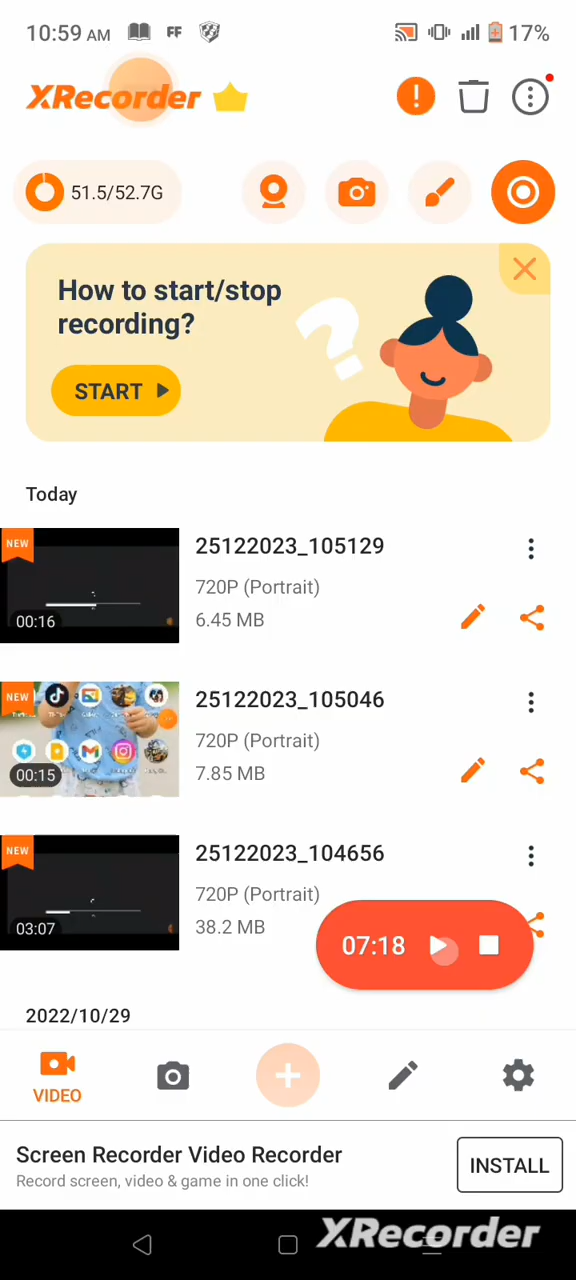 10:59 AM FF 17%
XRecorder
51.5/52.7G
How to start/stop
recording?
START
Today
NEW
00:16
25122023_105129
720P (Portrait)
6.45 MB
NEW
00:15
25122023_105046
720P (Portrait)
7.85 MB
NEW
03:07
25122023_104656
720P (Portrait)
38.2 MB
07:18
2022/10/29
VIDEO
Screen Recorder Video Recorder
Record screen, video & game in one click!
INSTALL
XRecorder